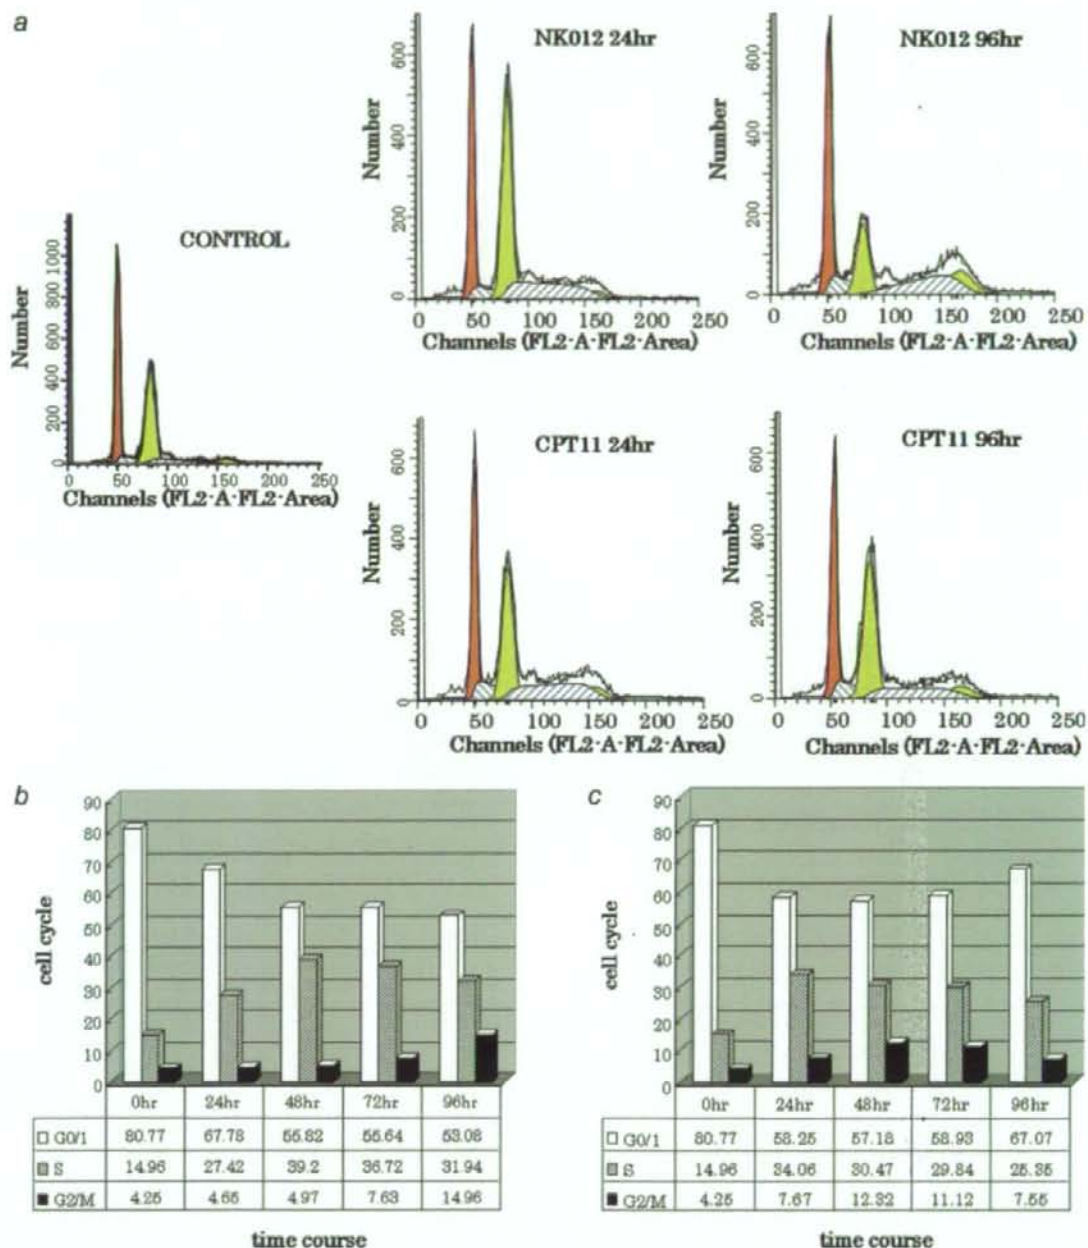 a
NK012 24hr
Number
0 200 400 600
0 50 100 150 200 250
Channels (FL2-A-FL2-Area)
NK012 96hr
Number
0 200 400 600
0 50 100 150 200 250
Channels (FL2-A-FL2-Area)
CONTROL
Number
0 200 400 600 800 1000
0 50 100 150 200 250
Channels (FL2-A-FL2-Area)
CPT11 24hr
Number
0 200 400 600
0 50 100 150 200 250
Channels (FL2-A-FL2-Area)
CPT11 96hr
Number
0 200 400 600
0 50 100 150 200 250
Channels (FL2-A-FL2-Area)
b
cell cycle
90
80
70
60
50
40
30
20
10
0
0hr 24hr 48hr 72hr 96hr
G0/1 80.77 67.78 55.82 55.64 53.08
S 14.96 27.42 39.2 36.72 31.94
G2/M 4.25 4.65 4.97 7.63 14.96
time course
c
cell cycle
90
80
70
60
50
40
30
20
10
0
0hr 24hr 48hr 72hr 96hr
G0/1 80.77 58.25 57.18 58.93 67.07
S 14.96 34.06 30.47 29.84 25.35
G2/M 4.25 7.67 12.32 11.12 7.55
time course